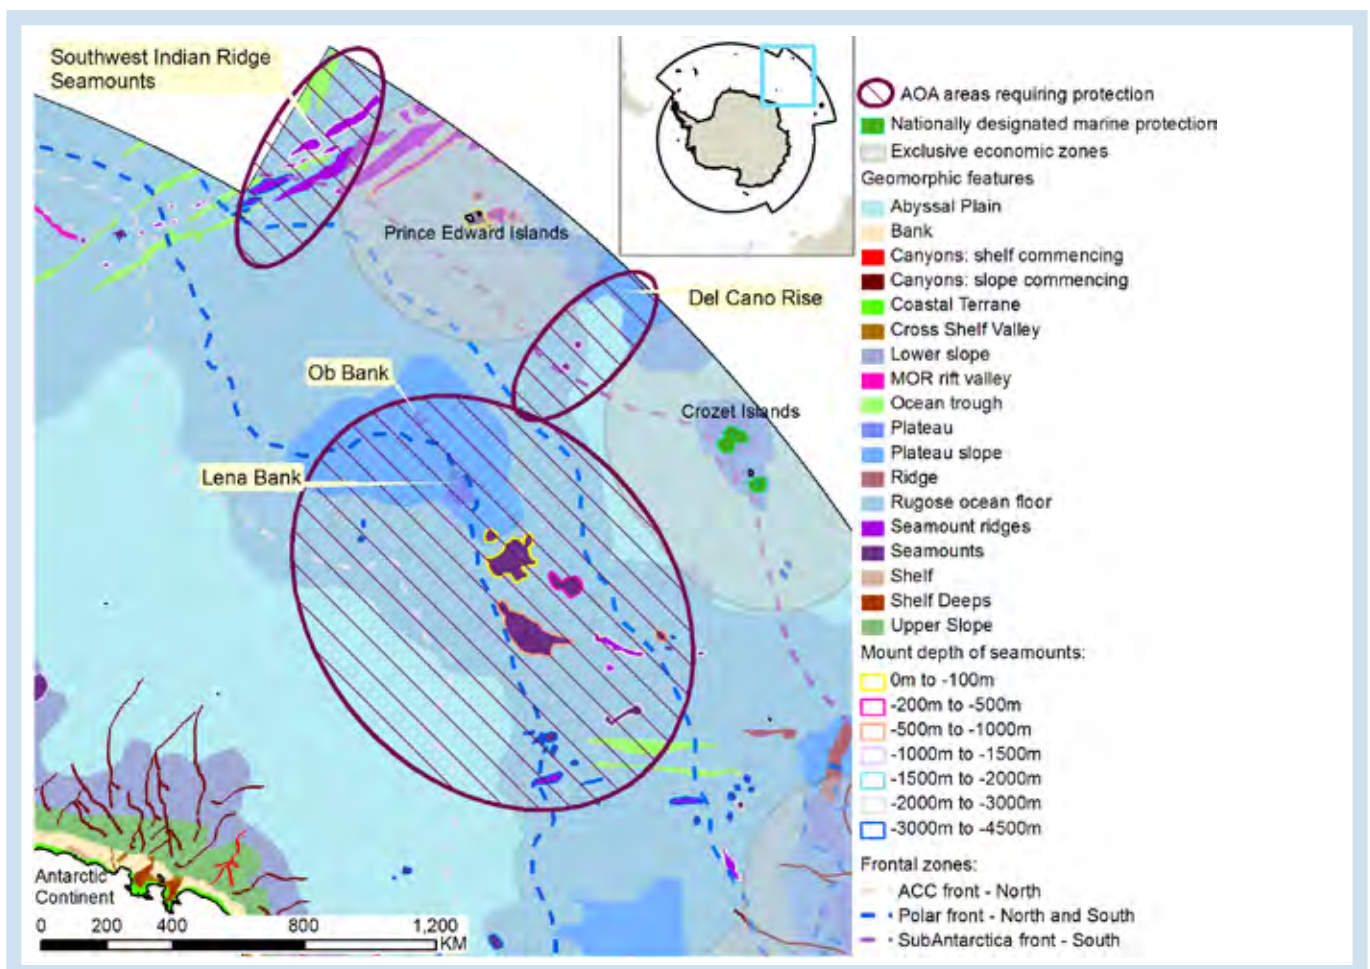 Southwest Indian Ridge
Seamounts
Prince Edward Islands
Del Cano Rise
Ob Bank
Crozet Islands
Lena Bank
Antarctic
Continent
0 200 400 800 1,200
KM
AOA areas requiring protection
Nationally designated marine protection
Exclusive economic zones
Geomorphic features
Abyssal Plain
Bank
Canyons: shelf commencing
Canyons: slope commencing
Coastal Terrane
Cross Shelf Valley
Lower slope
MOR rift valley
Ocean trough
Plateau
Plateau slope
Ridge
Rugose ocean floor
Seamount ridges
Seamounts
Shelf
Shelf Deeps
Upper Slope
Mount depth of seamounts:
0m to -100m
-200m to -500m
-500m to -1000m
-1000m to -1500m
-1500m to -2000m
-2000m to -3000m
-3000m to -4500m
Frontal zones:
ACC front - North
Polar front - North and South
SubAntarctica front - South